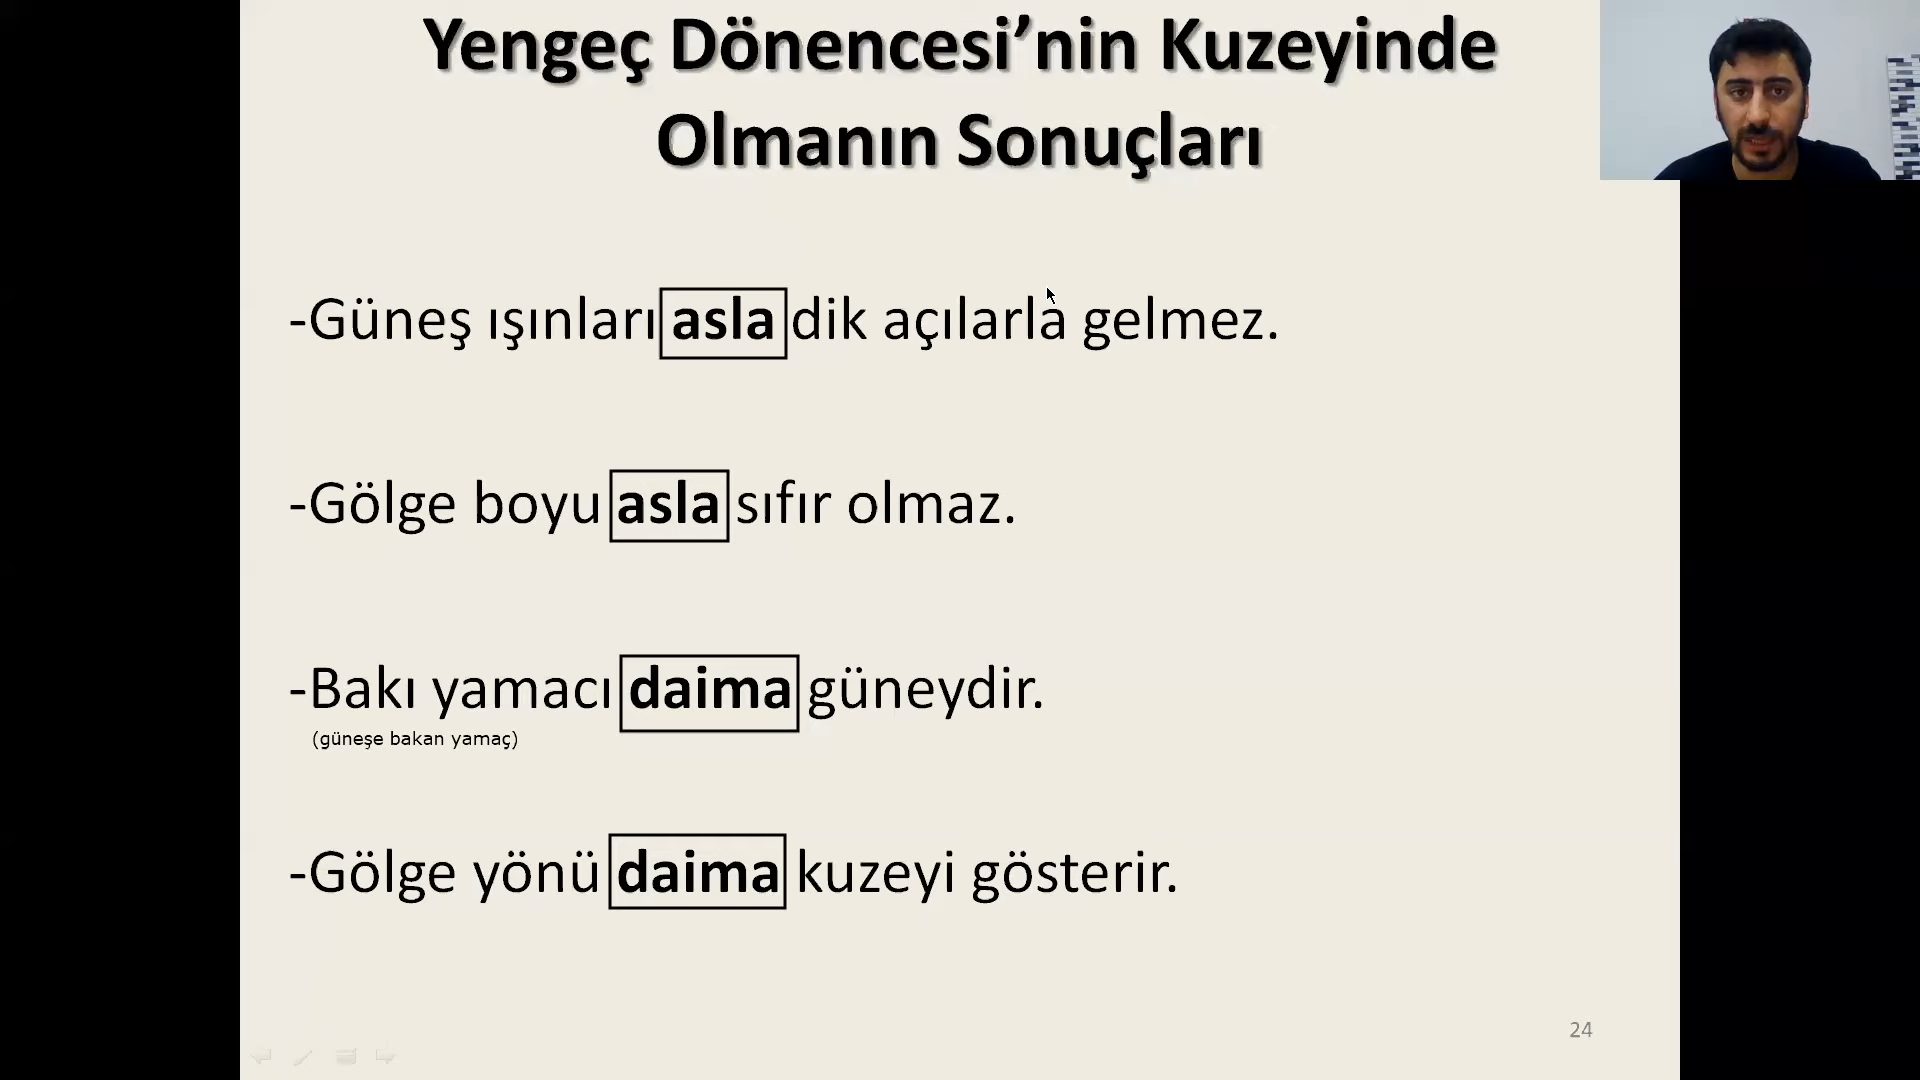 Yengeç Dönencesi’nin Kuzeyinde
Olmanın Sonuçları
-Güneş ışınları asla dik açılarla gelmez.
-Gölge boyu asla sıfır olmaz.
-Bakı yamacı daima güneydir.
(güneşe bakan yamaç)
-Gölge yönü daima kuzeyi gösterir.
24